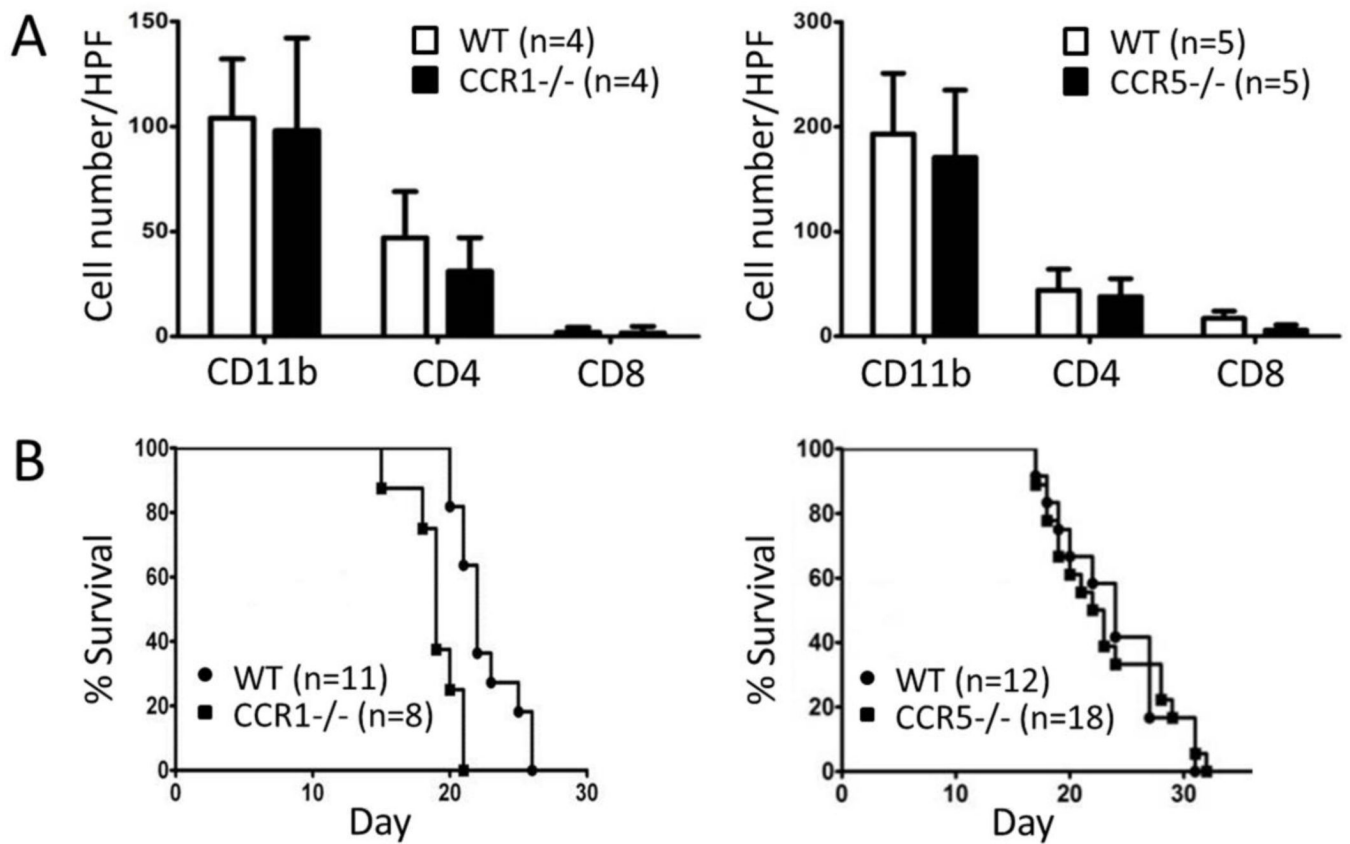 A
Cell number/HPF
150
100
50
0
WT (n=4)
CCR1-/- (n=4)
CD11b
CD4
CD8
Cell number/HPF
300
200
100
0
WT (n=5)
CCR5-/- (n=5)
CD11b
CD4
CD8
B
% Survival
100
80
60
40
20
0
WT (n=11)
CCR1-/- (n=8)
0
10
20
30
Day
% Survival
100
80
60
40
20
0
WT (n=12)
CCR5-/- (n=18)
0
10
20
30
Day